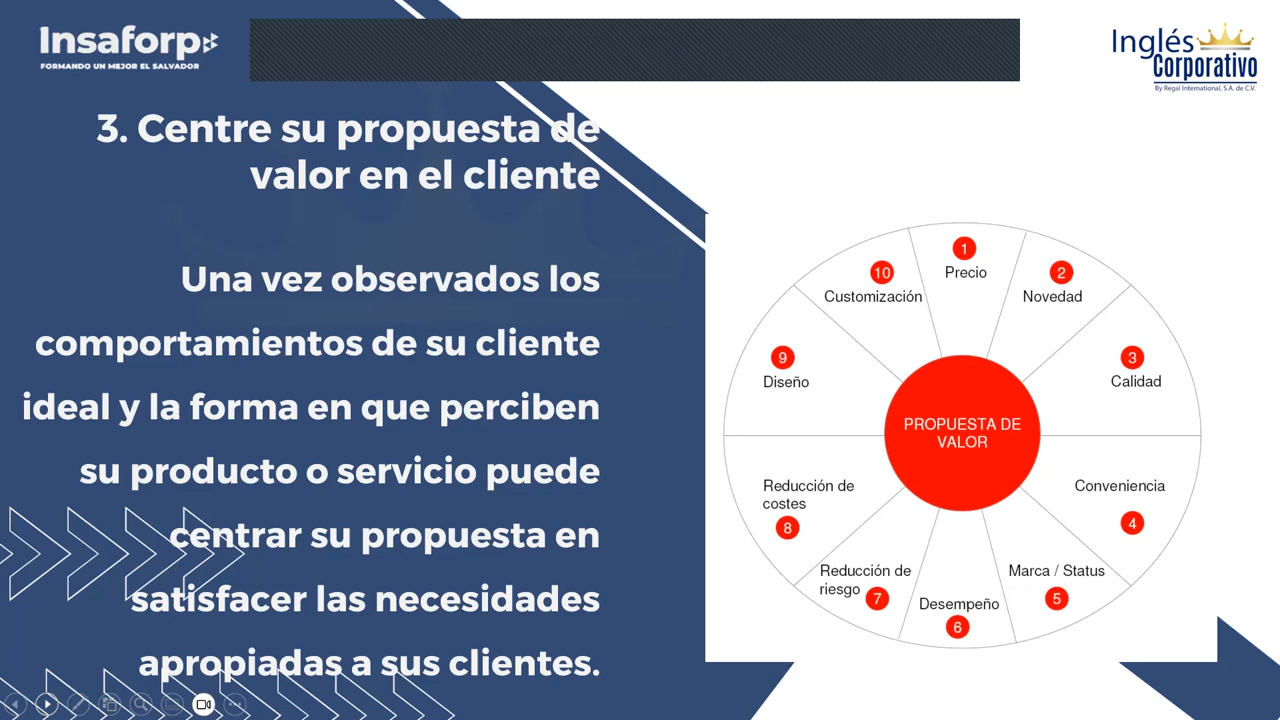 Insaforp
FORMANDO UN MEJOR EL SALVADOR
Inglés
Corporativo
By Regal International, S.A. de C.V.
3. Centre su propuesta de
valor en el cliente
Una vez observados los
comportamientos de su cliente
ideal y la forma en que perciben
su producto o servicio puede
centrar su propuesta en
satisfacer las necesidades
apropiadas a sus clientes.
PROPUESTA DE
VALOR
1
Precio
2
Novedad
3
Calidad
Conveniencia
4
Marca / Status
5
Desempeño
6
Reducción de
riesgo
7
Reducción de
costes
8
9
Diseño
10
Customización